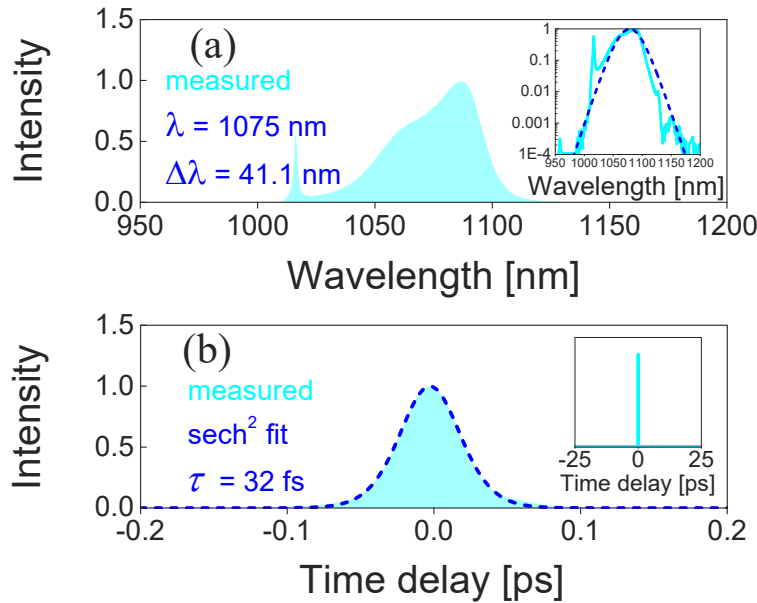 (a)
measured
λ = 1075 nm
Δλ = 41.1 nm
Intensity
1.5
1.0
0.5
0.0
950 1000 1050 1100 1150 1200
Wavelength [nm]
1
0.1
0.01
0.001
1E-4
950 1000 1050 1100 1150 1200
Wavelength [nm]
(b)
measured
sech² fit
τ = 32 fs
Intensity
1.5
1.0
0.5
0.0
-0.2 -0.1 0.0 0.1 0.2
Time delay [ps]
-25 0 25
Time delay [ps]